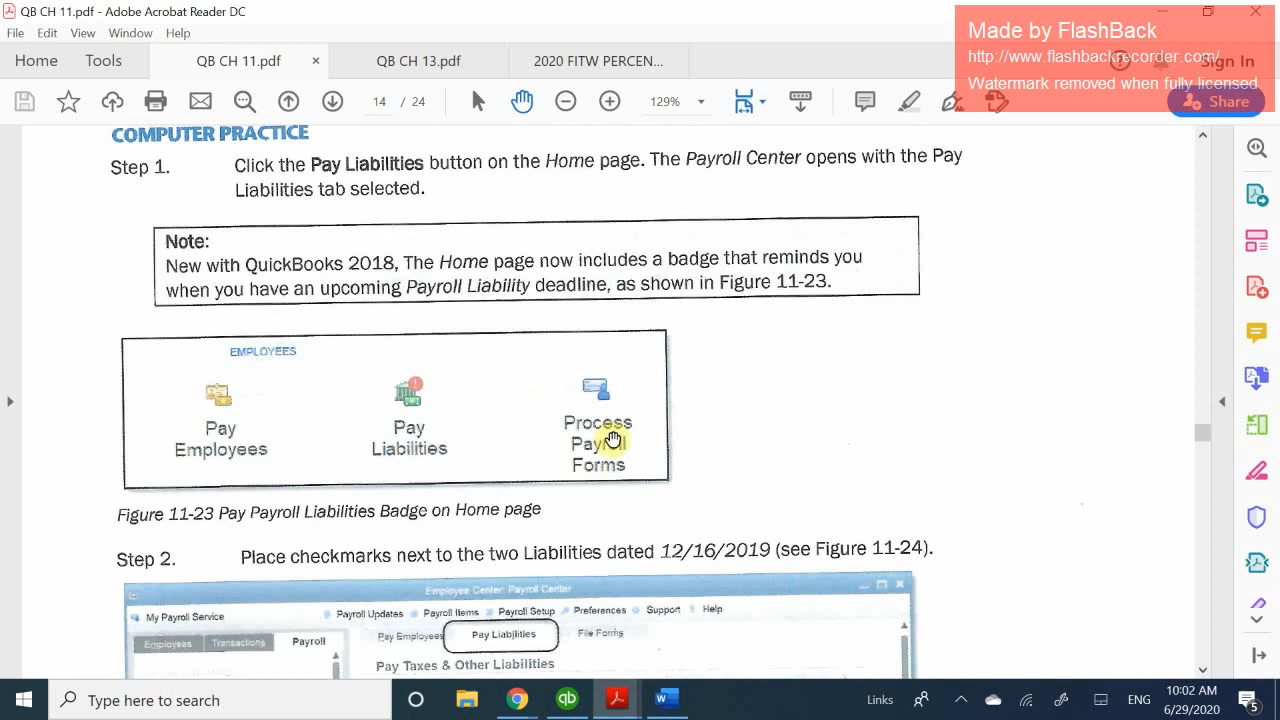 QB CH 11.pdf - Adobe Acrobat Reader DC
File Edit View Window Help
Made by FlashBack
http://www.flashbackrecorder.com/
Watermark removed when fully licensed
Home Tools QB CH 11.pdf × QB CH 13.pdf 2020 FITW PERCEN... Sign In
14 / 24 129% Share
COMPUTER PRACTICE
Step 1. Click the Pay Liabilities button on the Home page. The Payroll Center opens with the Pay
Liabilities tab selected.
Note:
New with QuickBooks 2018, The Home page now includes a badge that reminds you
when you have an upcoming Payroll Liability deadline, as shown in Figure 11-23.
EMPLOYEES
Pay
Employees
Pay
Liabilities
Process
Payroll
Forms
Figure 11-23 Pay Payroll Liabilities Badge on Home page
Step 2. Place checkmarks next to the two Liabilities dated 12/16/2019 (see Figure 11-24).
Employee Center: Payroll Center
My Payroll Service Payroll Updates Payroll Items Payroll Setup Preferences Support Help
Employees Transactions Payroll Pay Employees Pay Liabilities File Forms
Pay Taxes & Other Liabilities
Type here to search Links ENG 10:02 AM
6/29/2020 5